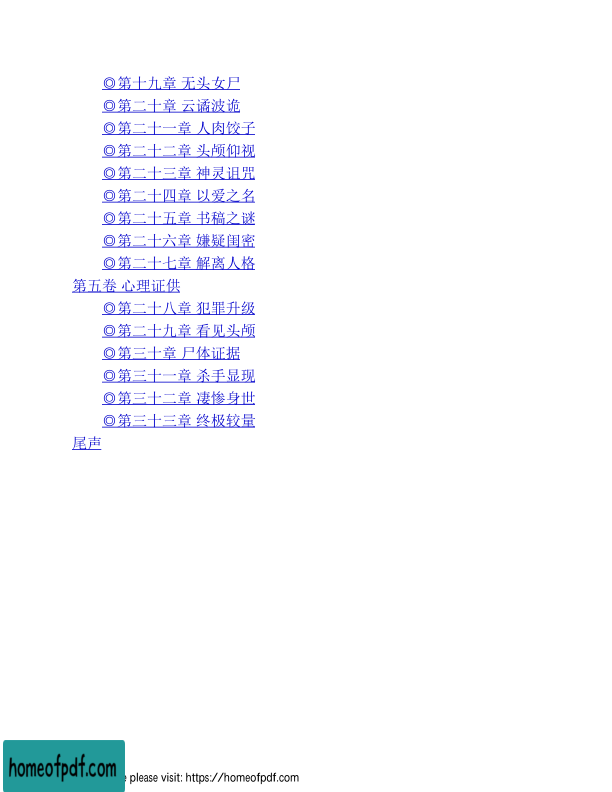 ◎第十九章 无头女尸
◎第二十章 云谲波诡
◎第二十一章 人肉饺子
◎第二十二章 头颅仰视
◎第二十三章 神灵诅咒
◎第二十四章 以爱之名
◎第二十五章 书稿之谜
◎第二十六章 嫌疑闺密
◎第二十七章 解离人格
第五卷 心理证供
◎第二十八章 犯罪升级
◎第二十九章 看见头颅
◎第三十章 尸体证据
◎第三十一章 杀手显现
◎第三十二章 凄惨身世
◎第三十三章 终极较量
尾声
homeofpdf.com
please visit: https://homeofpdf.com